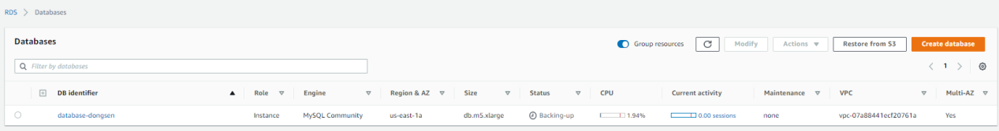 RDS > Databases
Databases
Group resources Modify Actions Restore from S3 Create database
Filter by databases
1
DB identifier Role Engine Region & AZ Size Status CPU Current activity Maintenance VPC Multi-AZ
database-dongsen Instance MySQL Community us-east-1a db.m5.xlarge Backing-up 1.94% 0.00 sessions none vpc-07a88441ecf20761a Yes